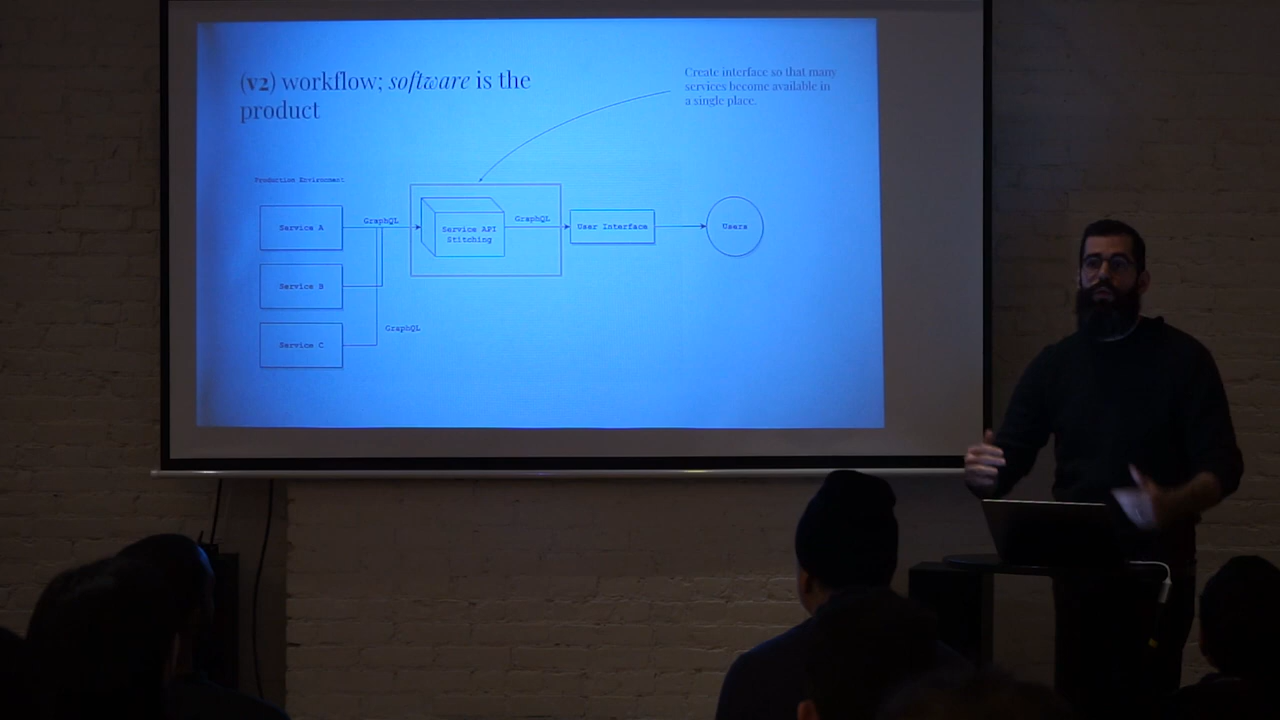 (v2) workflow; software is the
product
Create interface so that many
services become available in
a single place.
Production Environment
Service A
GraphQL
Service API
Stitching
GraphQL
User Interface
Users
Service B
GraphQL
Service C